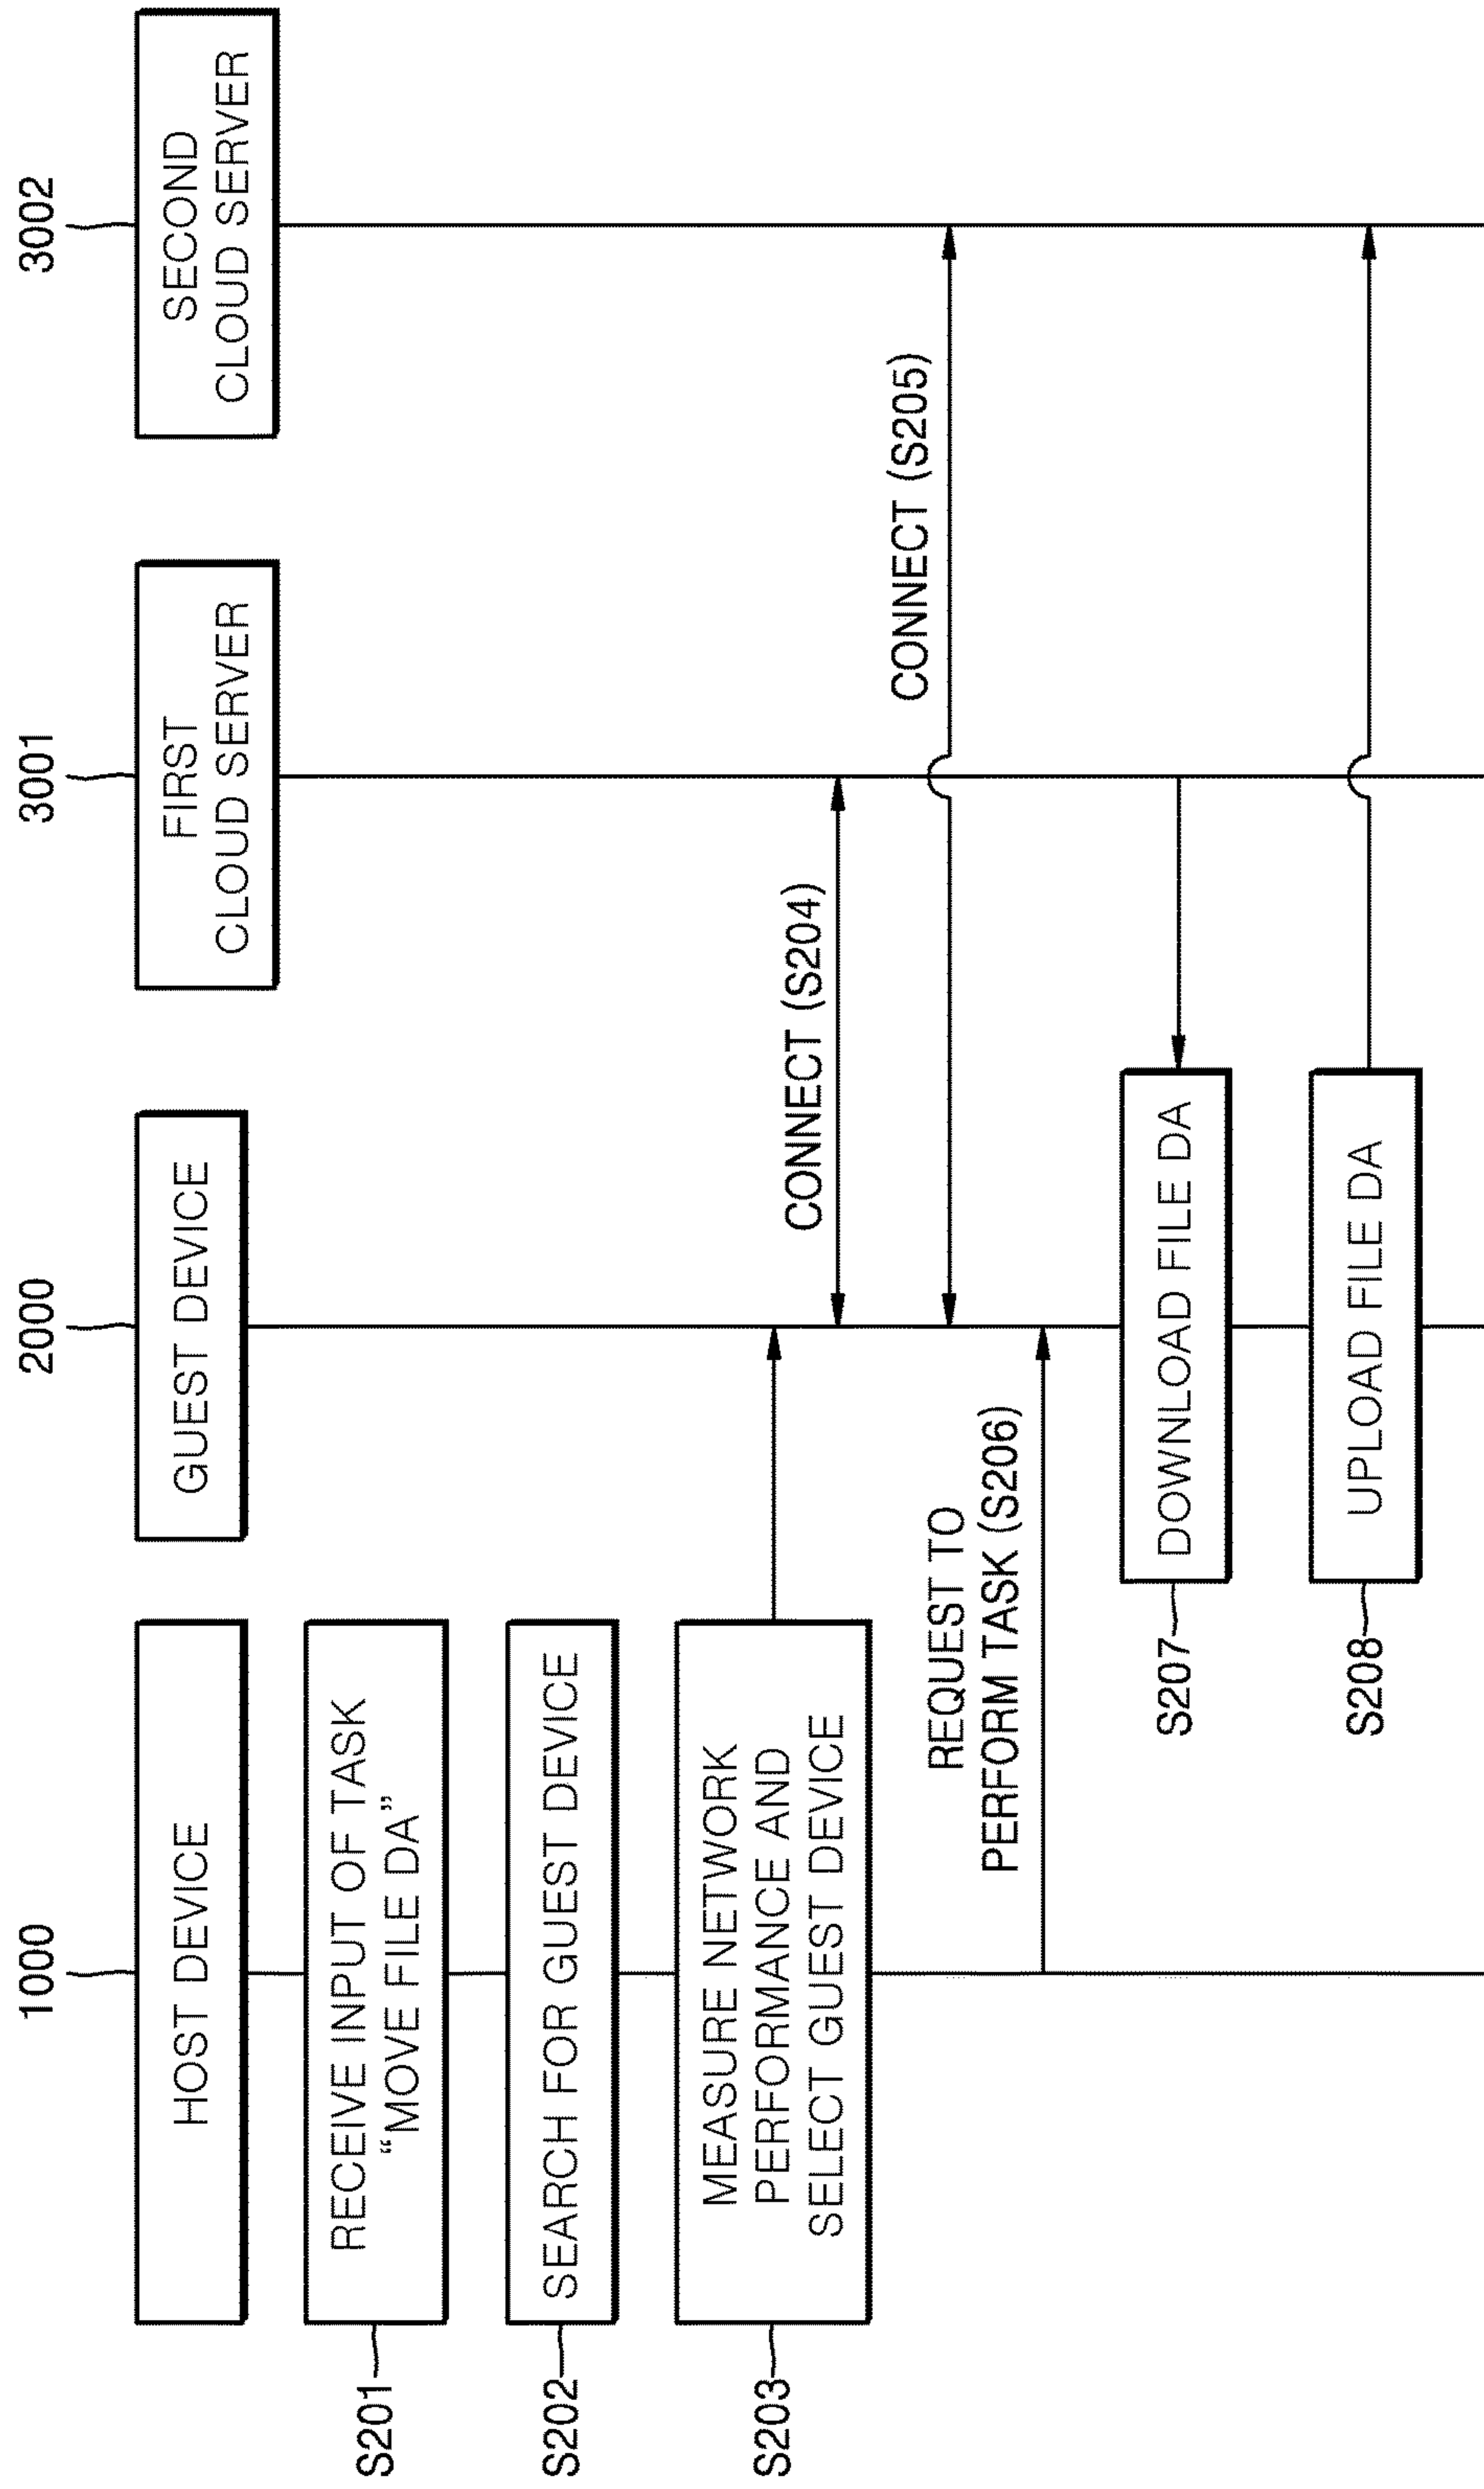 1000
2000
3001
3002
HOST DEVICE
GUEST DEVICE
FIRST
CLOUD SERVER
SECOND
CLOUD SERVER
S201
RECEIVE INPUT OF TASK
“MOVE FILE DA”
S202
SEARCH FOR GUEST DEVICE
S203
MEASURE NETWORK
PERFORMANCE AND
SELECT GUEST DEVICE
CONNECT (S204)
CONNECT (S205)
REQUEST TO
PERFORM TASK (S206)
S207
DOWNLOAD FILE DA
S208
UPLOAD FILE DA